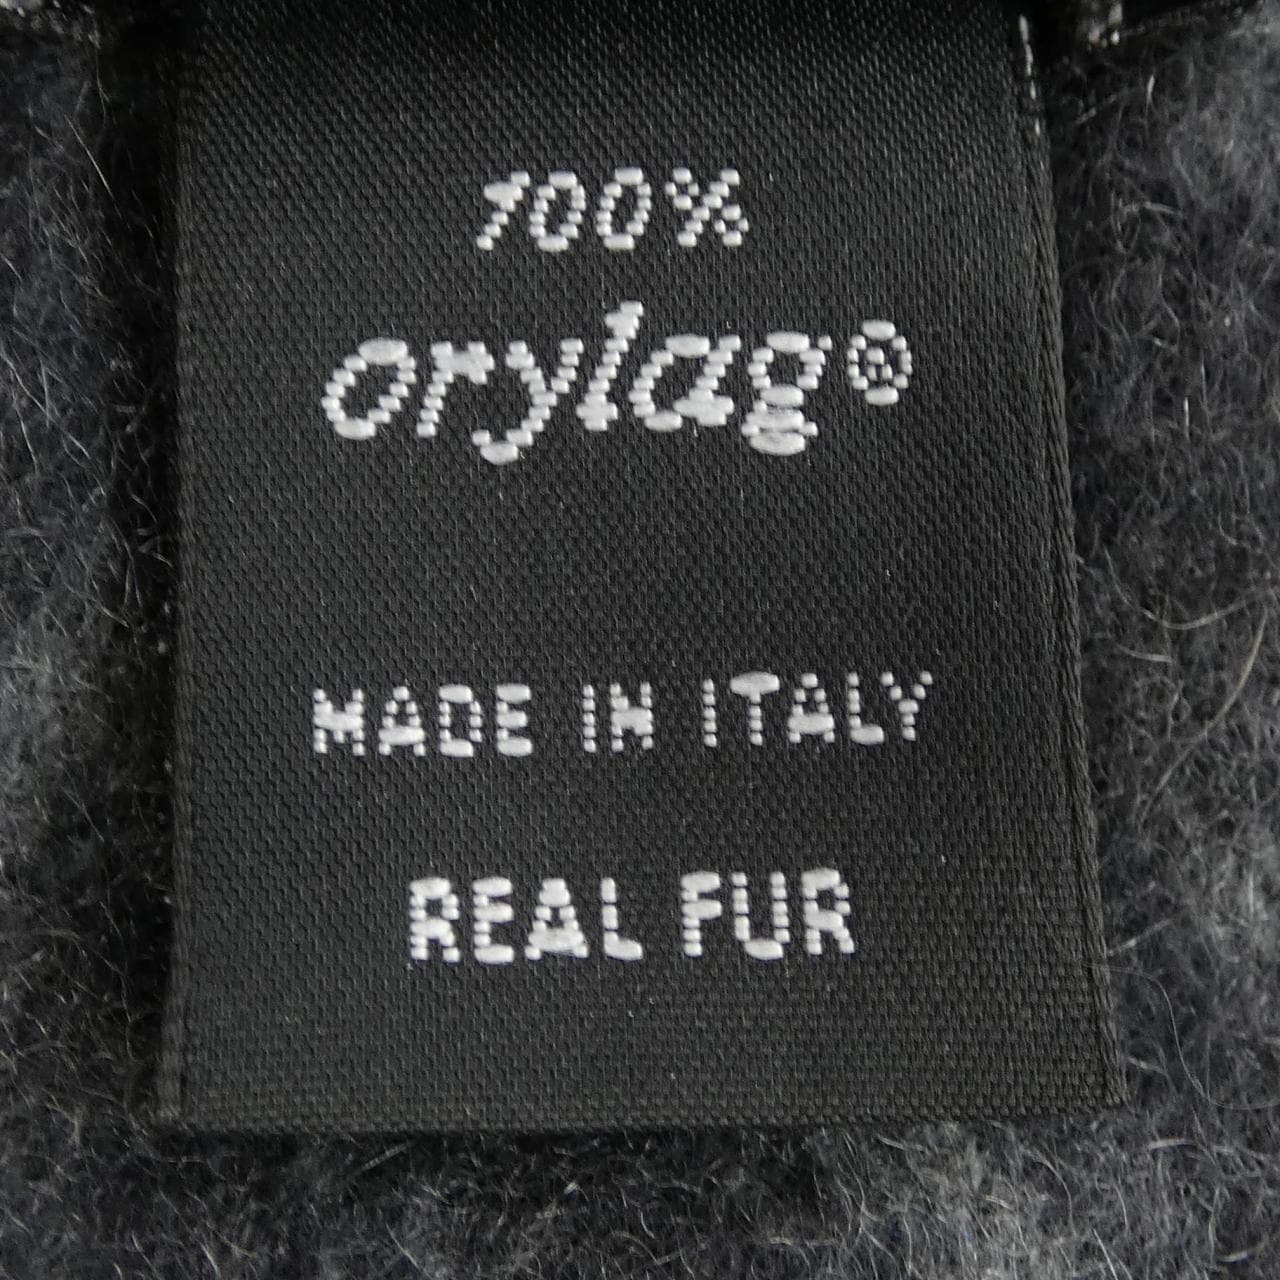 100%
orylag®
MADE IN ITALY
REAL FUR